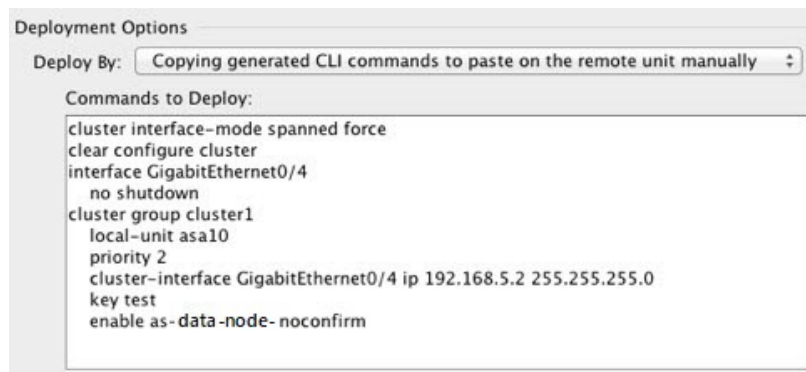 Deployment Options
Deploy By: Copying generated CLI commands to paste on the remote unit manually
Commands to Deploy:
cluster interface-mode spanned force
clear configure cluster
interface GigabitEthernet0/4
no shutdown
cluster group cluster1
local-unit asa10
priority 2
cluster-interface GigabitEthernet0/4 ip 192.168.5.2 255.255.255.0
key test
enable as-data-node-noconfirm